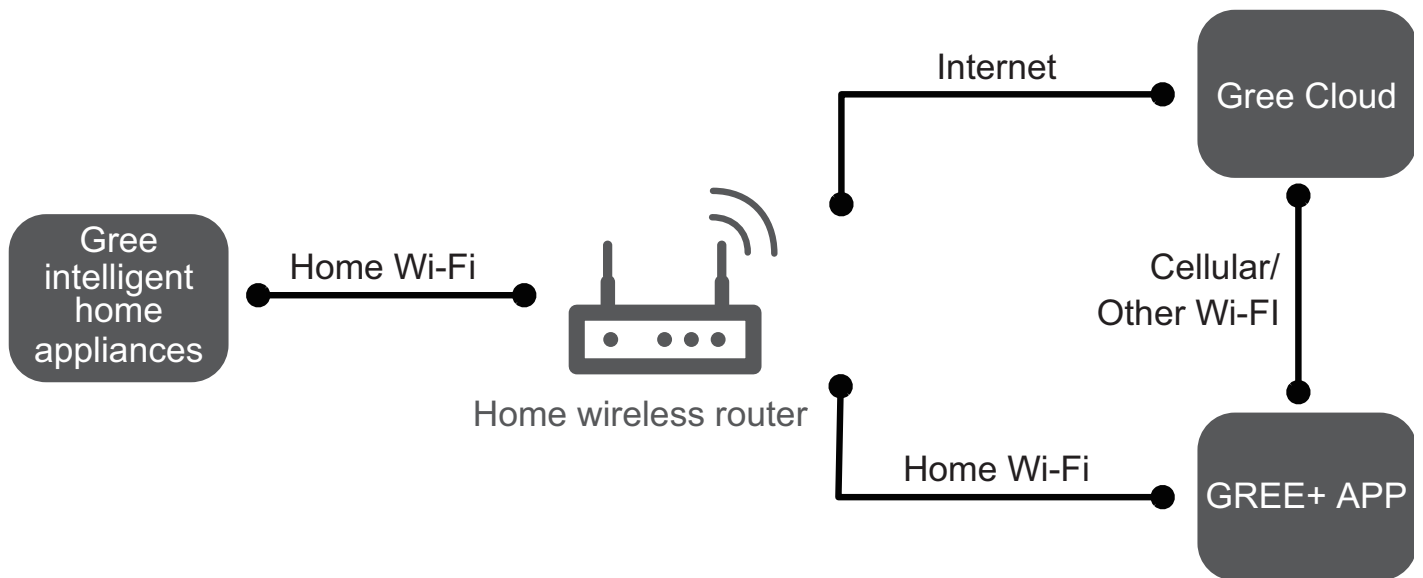 Internet
Gree Cloud
Gree
intelligent
home
appliances
Home Wi-Fi
Cellular/
Other Wi-FI
Home wireless router
Home Wi-Fi
GREE+ APP